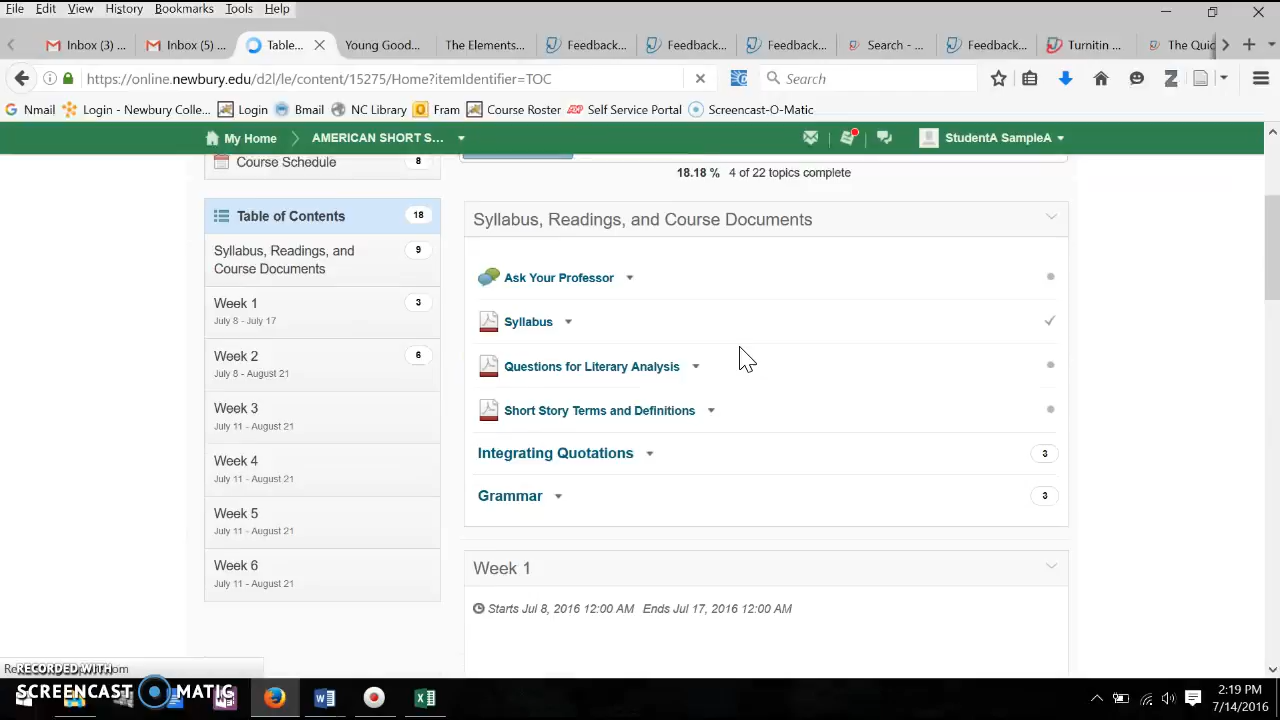 File Edit View History Bookmarks Tools Help
Inbox (3) ... Inbox (5) ... Table... Young Good... The Elements... Feedback... Feedback... Feedback... Search - ... Feedback... Turnitin ... The Quic
https://online.newbury.edu/d2l/le/content/15275/Home?itemIdentifier=TOC Search
Nmail Login - Newbury Colle... Login Bmail NC Library Fram Course Roster Self Service Portal Screencast-O-Matic
My Home AMERICAN SHORT S... StudentA SampleA
Course Schedule 8
18.18 % 4 of 22 topics complete
Table of Contents 18
Syllabus, Readings, and Course Documents 9
Week 1 3
July 8 - July 17
Week 2 6
July 8 - August 21
Week 3
July 11 - August 21
Week 4
July 11 - August 21
Week 5
July 11 - August 21
Week 6
July 11 - August 21
Syllabus, Readings, and Course Documents
Ask Your Professor
Syllabus
Questions for Literary Analysis
Short Story Terms and Definitions
Integrating Quotations 3
Grammar 3
Week 1
Starts Jul 8, 2016 12:00 AM Ends Jul 17, 2016 12:00 AM
RECORDED WITH
SCREENCAST MATIC
2:19 PM
7/14/2016